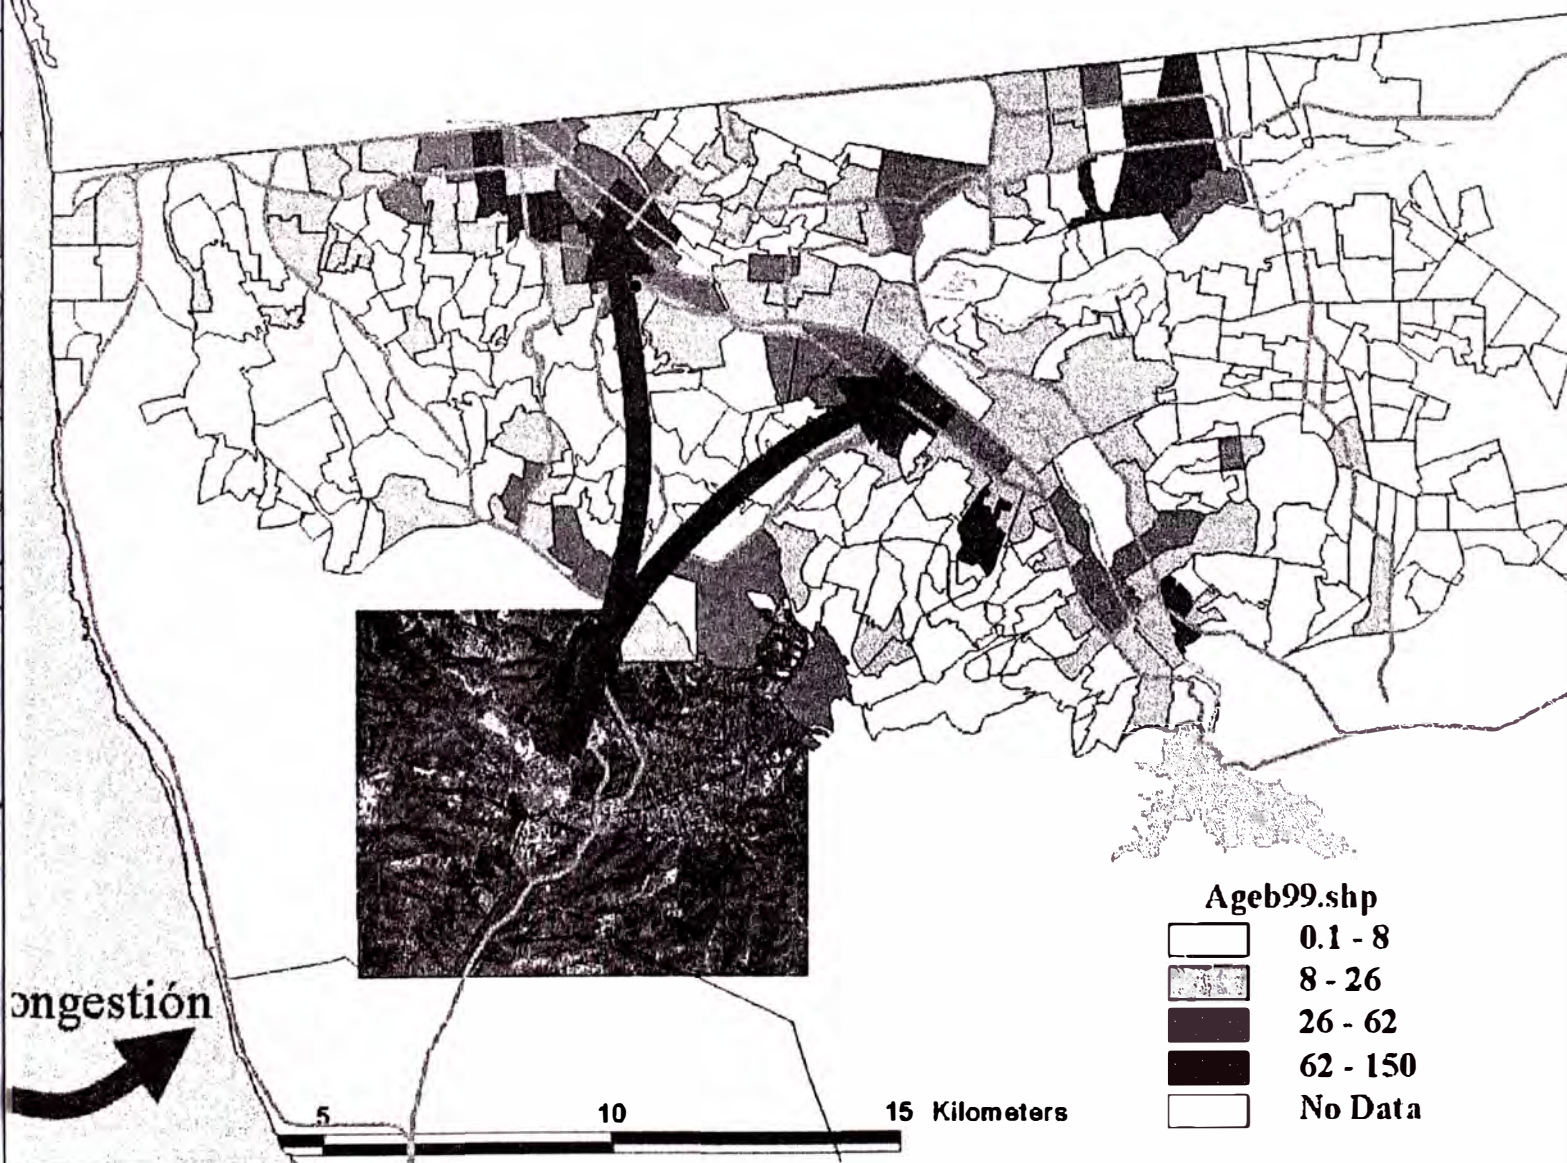 Ageb99.shp
0.1 - 8
8 - 26
26 - 62
62 - 150
No Data
ongestión
5 10 15 Kilometers